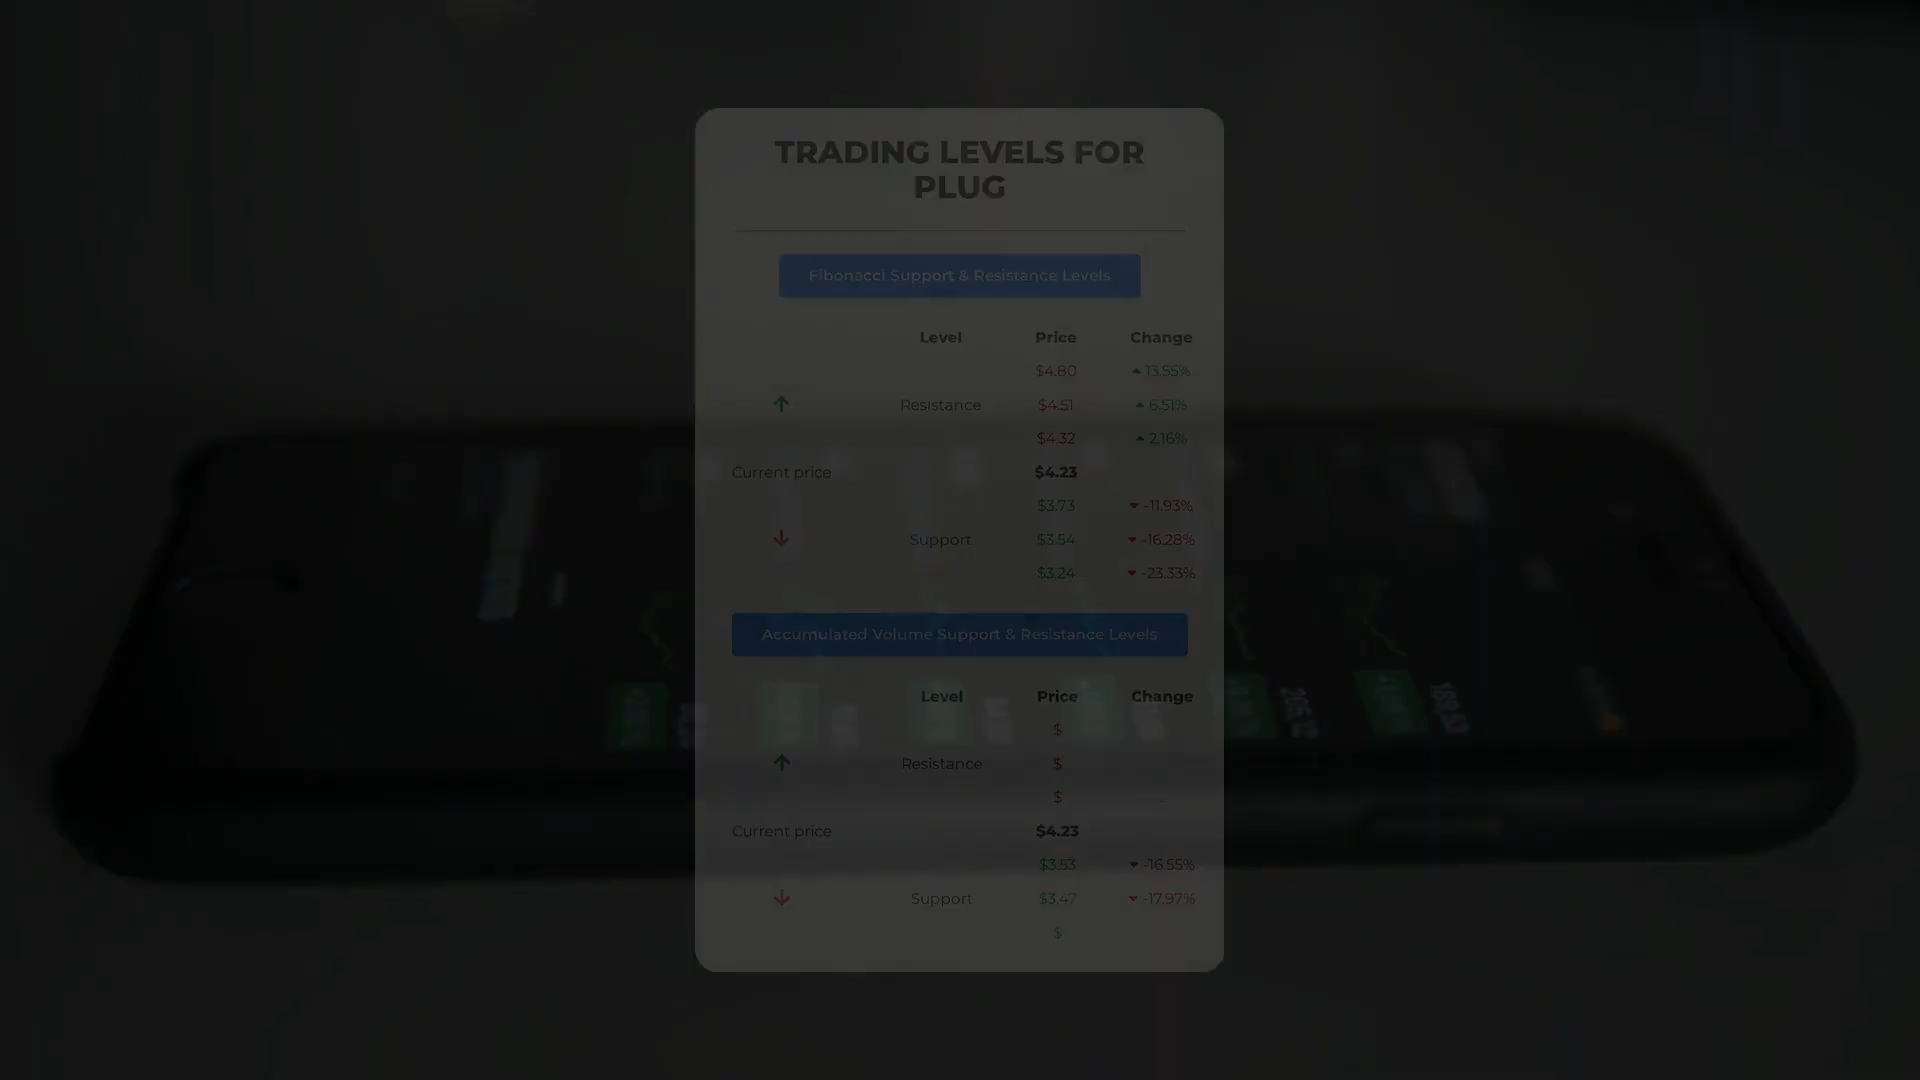 TRADING LEVELS FOR
PLUG
Fibonacci Support & Resistance Levels
Level Price Change
$4.80 13.55%
Resistance $4.51 6.51%
$4.32 2.16%
Current price $4.23
$3.73 -11.93%
Support $3.54 -16.28%
$3.24 -23.33%
Accumulated Volume Support & Resistance Levels
Level Price Change
$
Resistance $
$
Current price $4.23
$3.53 -16.55%
Support $3.47 -17.97%
$